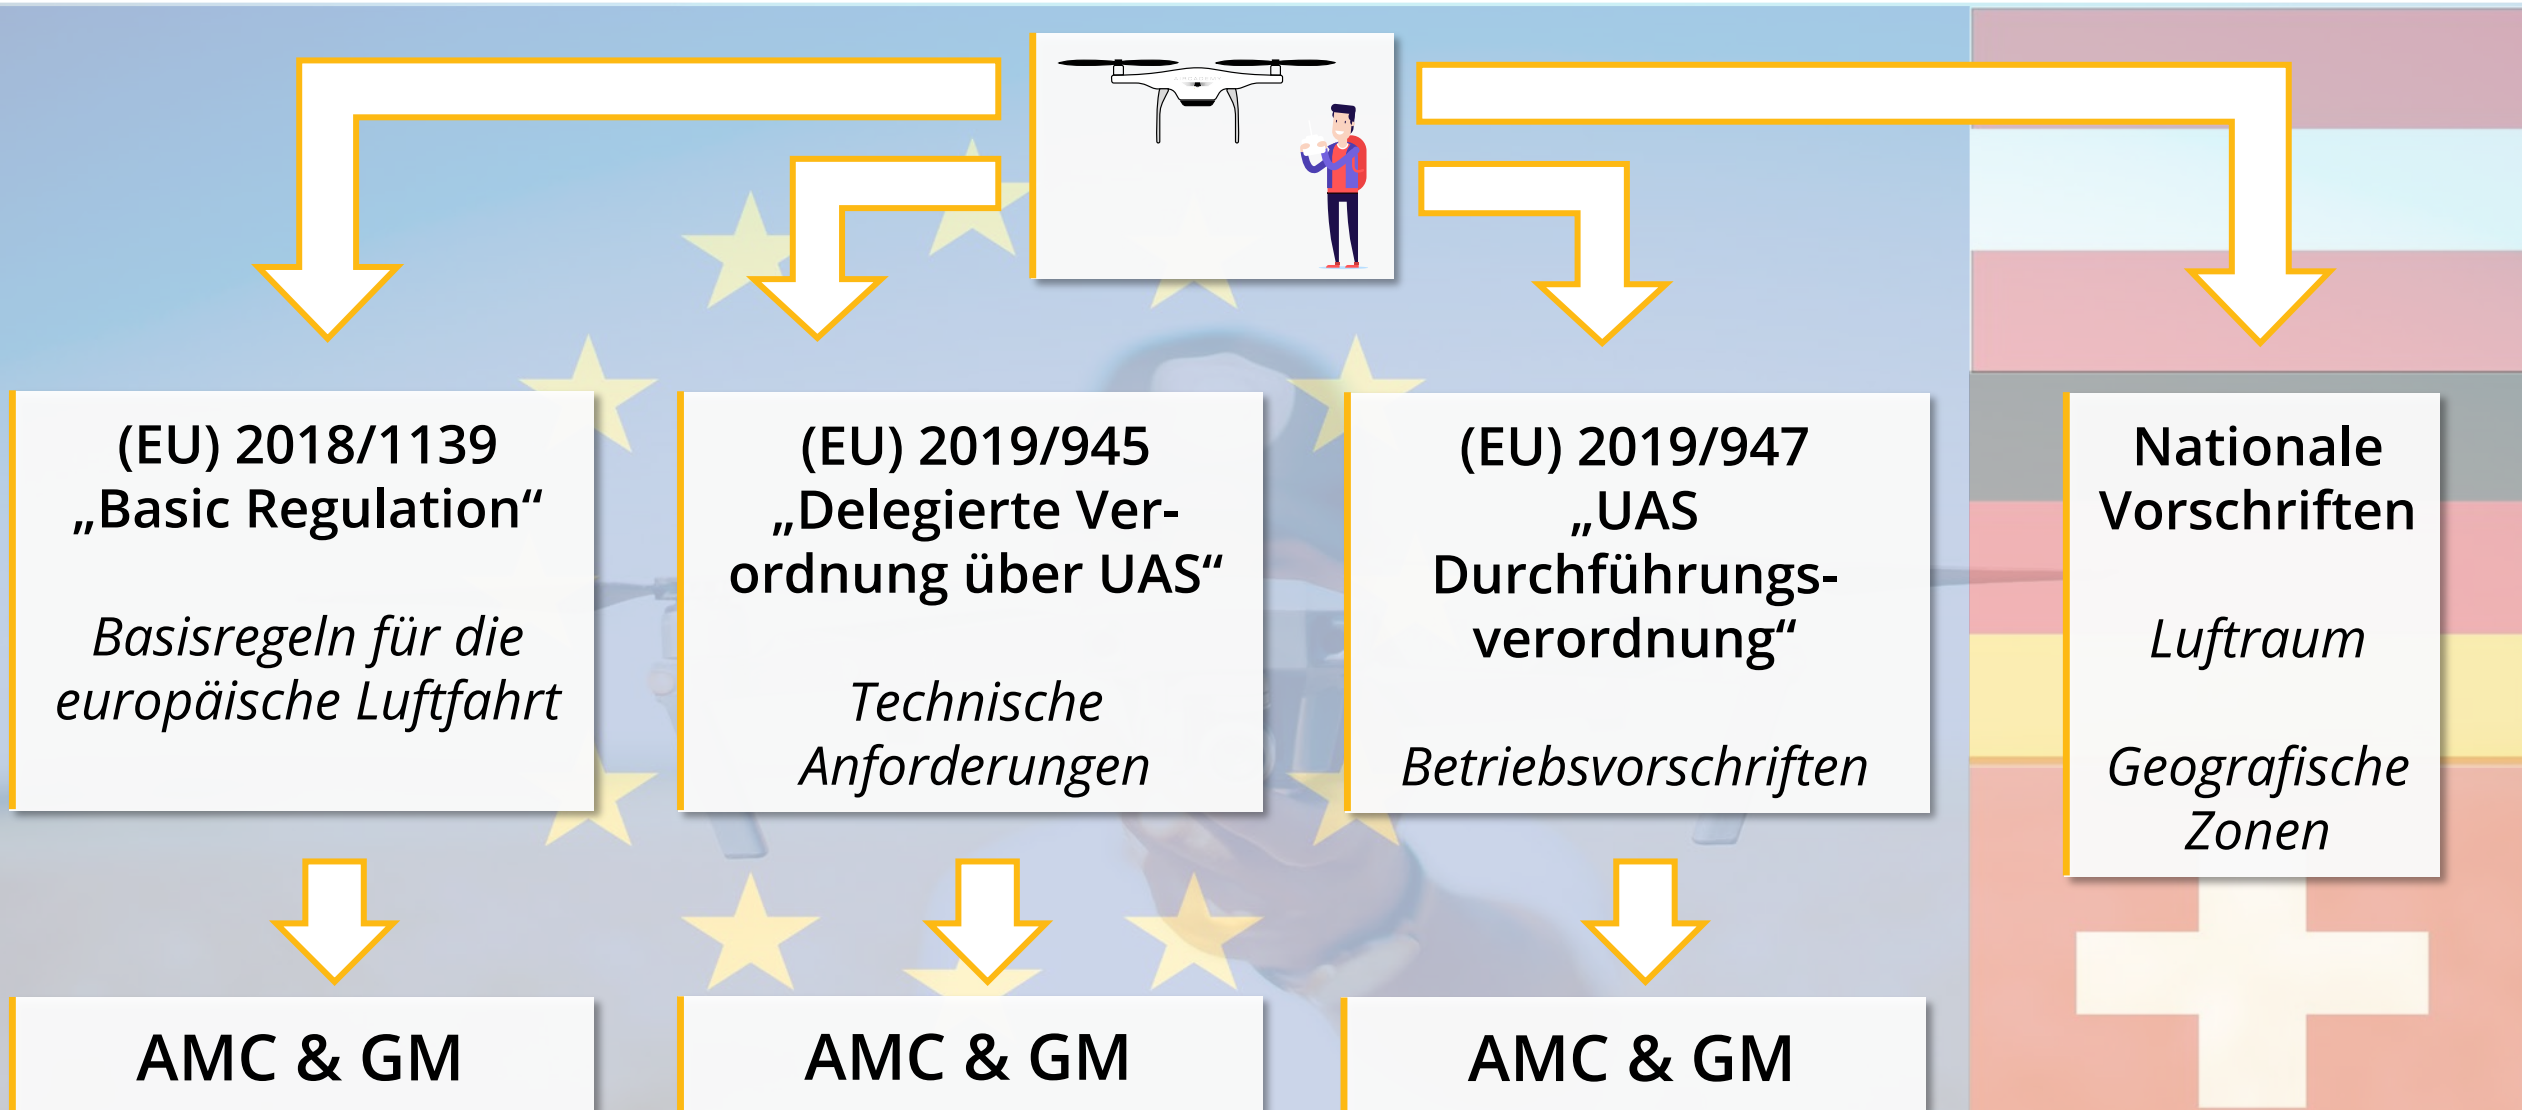 (EU) 2018/1139
„Basic Regulation“
Basisregeln für die
europäische Luftfahrt
(EU) 2019/945
„Delegierte Ver-
ordnung über UAS“
Technische
Anforderungen
(EU) 2019/947
„UAS
Durchführungs-
verordnung“
Betriebsvorschriften
Nationale
Vorschriften
Luftraum
Geografische
Zonen
AMC & GM
AMC & GM
AMC & GM